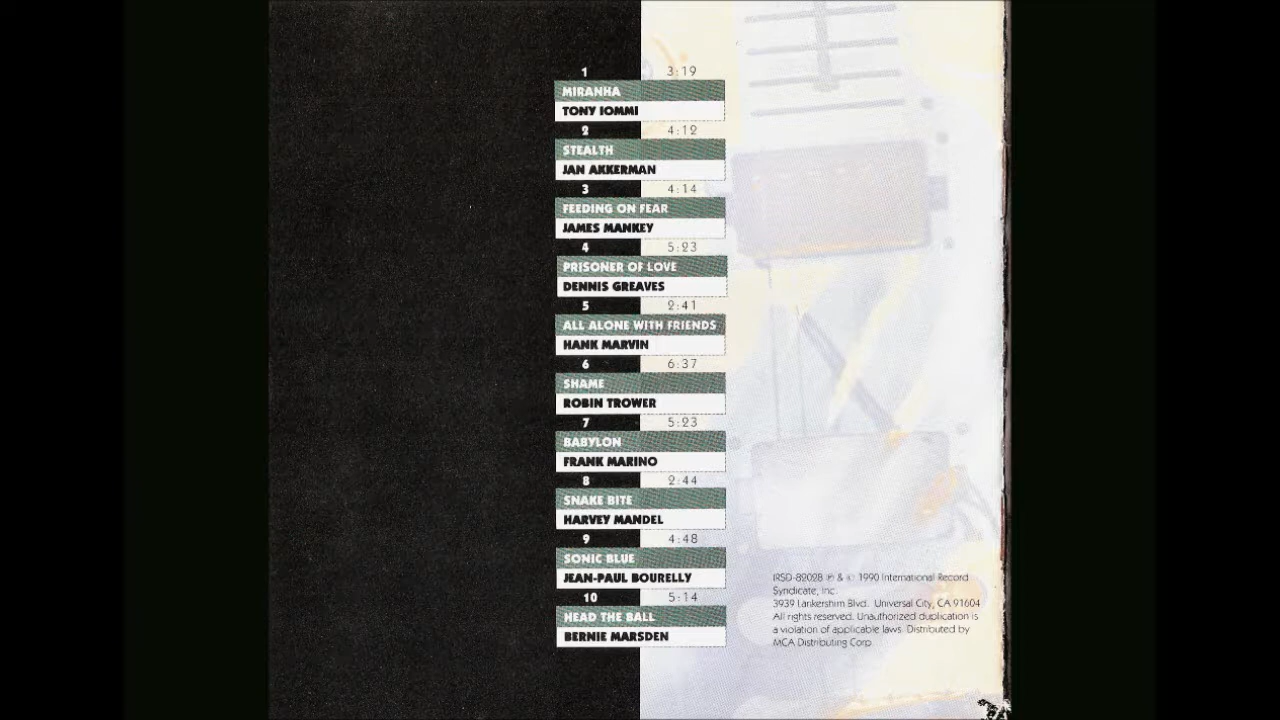 1 3:19
MIRANHA
TONY IOMMI
2 4:12
STEALTH
JAN AKKERMAN
3 4:14
FEEDING ON FEAR
JAMES MANKEY
4 5:23
PRISONER OF LOVE
DENNIS GREAVES
5 2:41
ALL ALONE WITH FRIENDS
HANK MARVIN
6 6:37
SHAME
ROBIN TROWER
7 5:23
BABYLON
FRANK MARINO
8 2:44
SNAKE BITE
HARVEY MANDEL
9 4:48
SONIC BLUE
JEAN-PAUL BOURELLY
10 5:14
HEAD THE BALL
BERNIE MARSDEN
IRSD-82028 ℗ & © 1990 International Record
Syndicate, Inc.
3939 Lankershim Blvd. Universal City, CA 91604
All rights reserved. Unauthorized duplication is
a violation of applicable laws. Distributed by
MCA Distributing Corp.